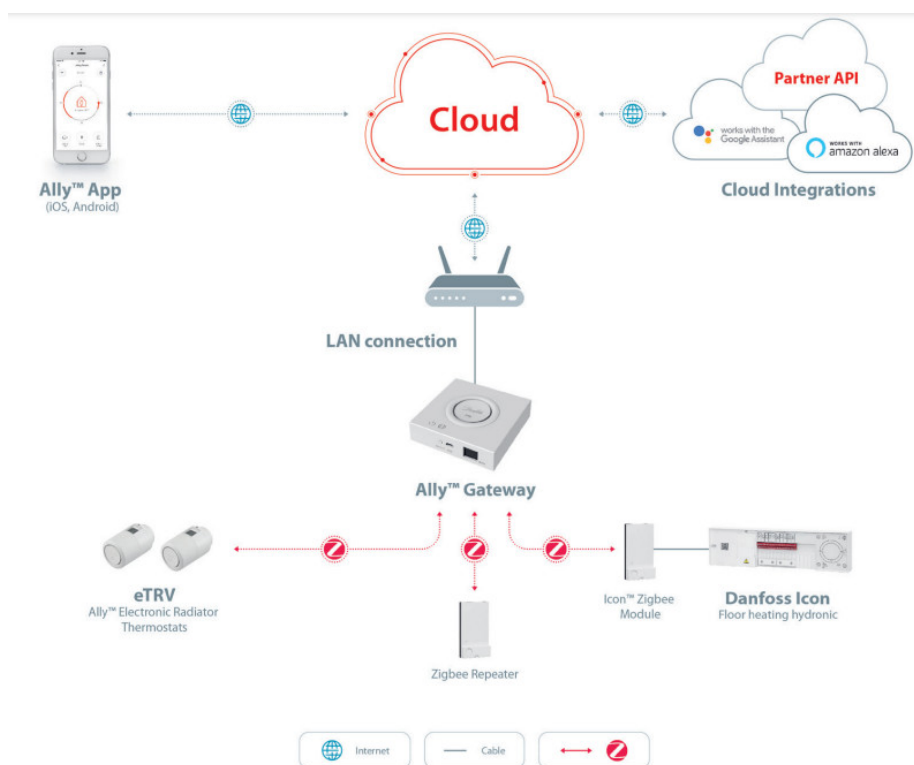 Cloud
Partner API
works with the
Google Assistant
WORKS WITH
amazon alexa
Ally™ App
(iOS, Android)
Cloud Integrations
LAN connection
Ally™ Gateway
eTRV
Ally™ Electronic Radiator
Thermostats
Zigbee Repeater
Icon™ Zigbee
Module
Danfoss Icon
Floor heating hydronic
Internet
Cable